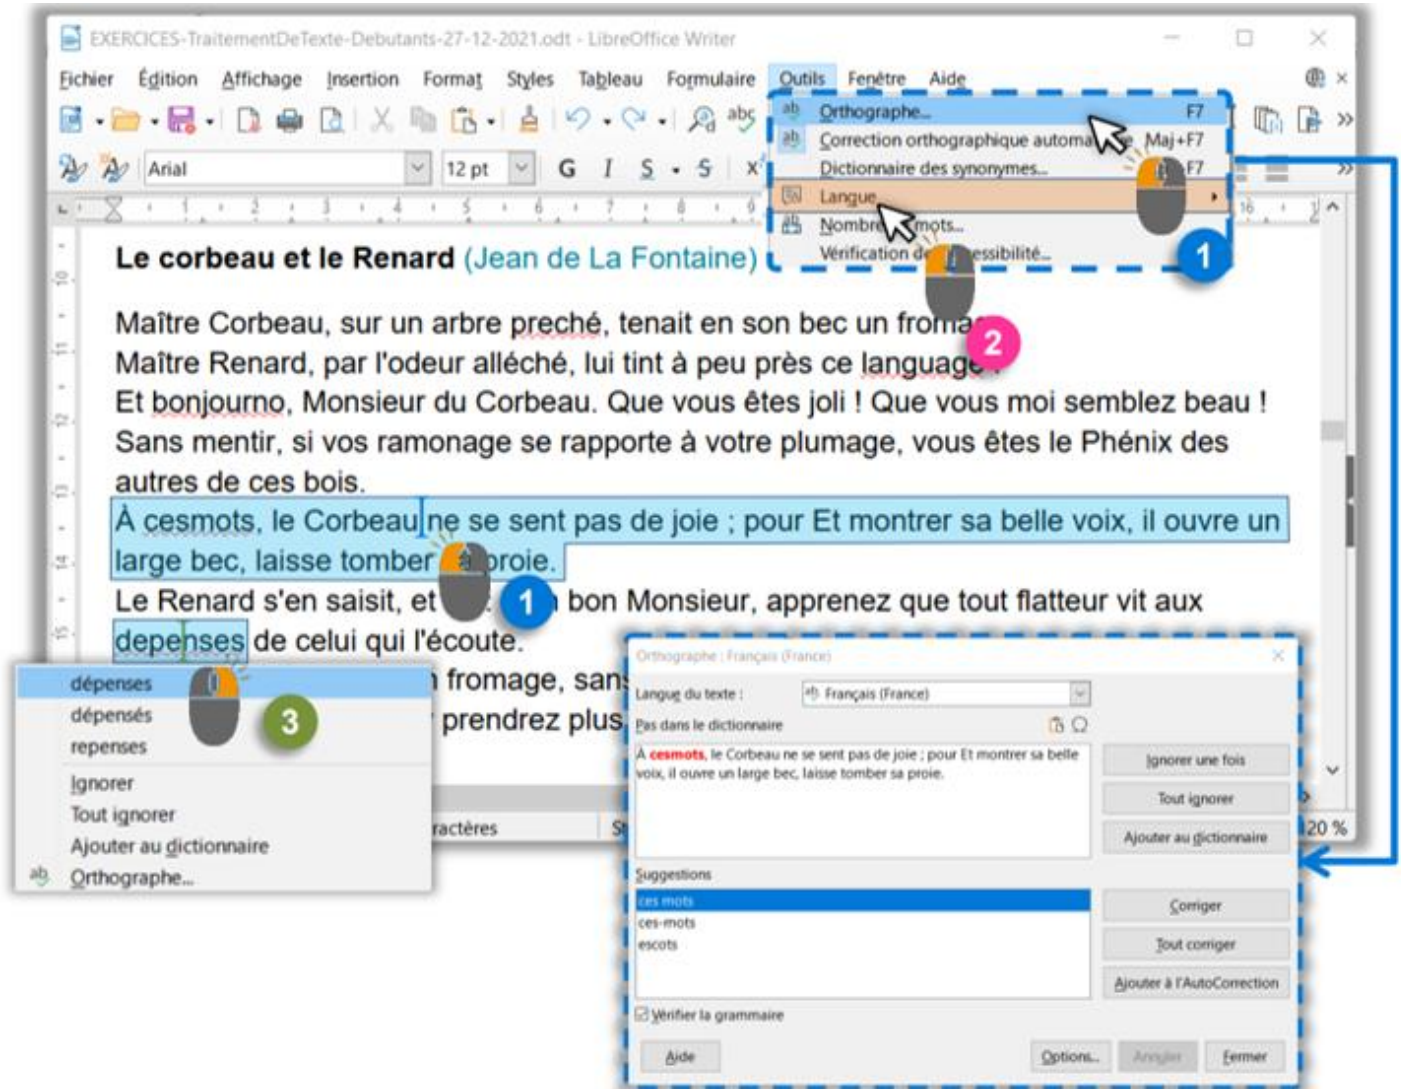 EXERCICES-TraitementDeTexte-Debutants-27-12-2021.odt - LibreOffice Writer
Fichier Édition Affichage Insertion Format Styles Tableau Formulaire Outils Fenêtre Aide
Arial 12 pt G I S S X
Orthographe... F7
Correction orthographique automa Maj+F7
Dictionnaire des synonymes... F7
Langue
Nombre mots...
Vérification de essibilité...
1
2
Le corbeau et le Renard (Jean de La Fontaine)
Maître Corbeau, sur un arbre preché, tenait en son bec un fromag
Maître Renard, par l'odeur alléché, lui tint à peu près ce language :
Et bonjourno, Monsieur du Corbeau. Que vous êtes joli ! Que vous moi semblez beau !
Sans mentir, si vos ramonage se rapporte à votre plumage, vous êtes le Phénix des
autres de ces bois.
À cesmots, le Corbeau ne se sent pas de joie ; pour Et montrer sa belle voix, il ouvre un
large bec, laisse tomber sa proie.
1
Le Renard s'en saisit, et bon Monsieur, apprenez que tout flatteur vit aux
depenses de celui qui l'écoute.
fromage, sans
prendrez plus
ractères
20 %
dépenses
dépensés
repenses
3
Ignorer
Tout ignorer
Ajouter au dictionnaire
Orthographe...
Orthographe : Français (France)
Langue du texte : Français (France)
Pas dans le dictionnaire
À cesmots, le Corbeau ne se sent pas de joie ; pour Et montrer sa belle
voix, il ouvre un large bec, laisse tomber sa proie.
Ignorer une fois
Tout ignorer
Ajouter au dictionnaire
Suggestions
ces mots
ces-mots
escots
Corriger
Tout corriger
Ajouter à l'AutoCorrection
Vérifier la grammaire
Aide Options... Annuler Fermer